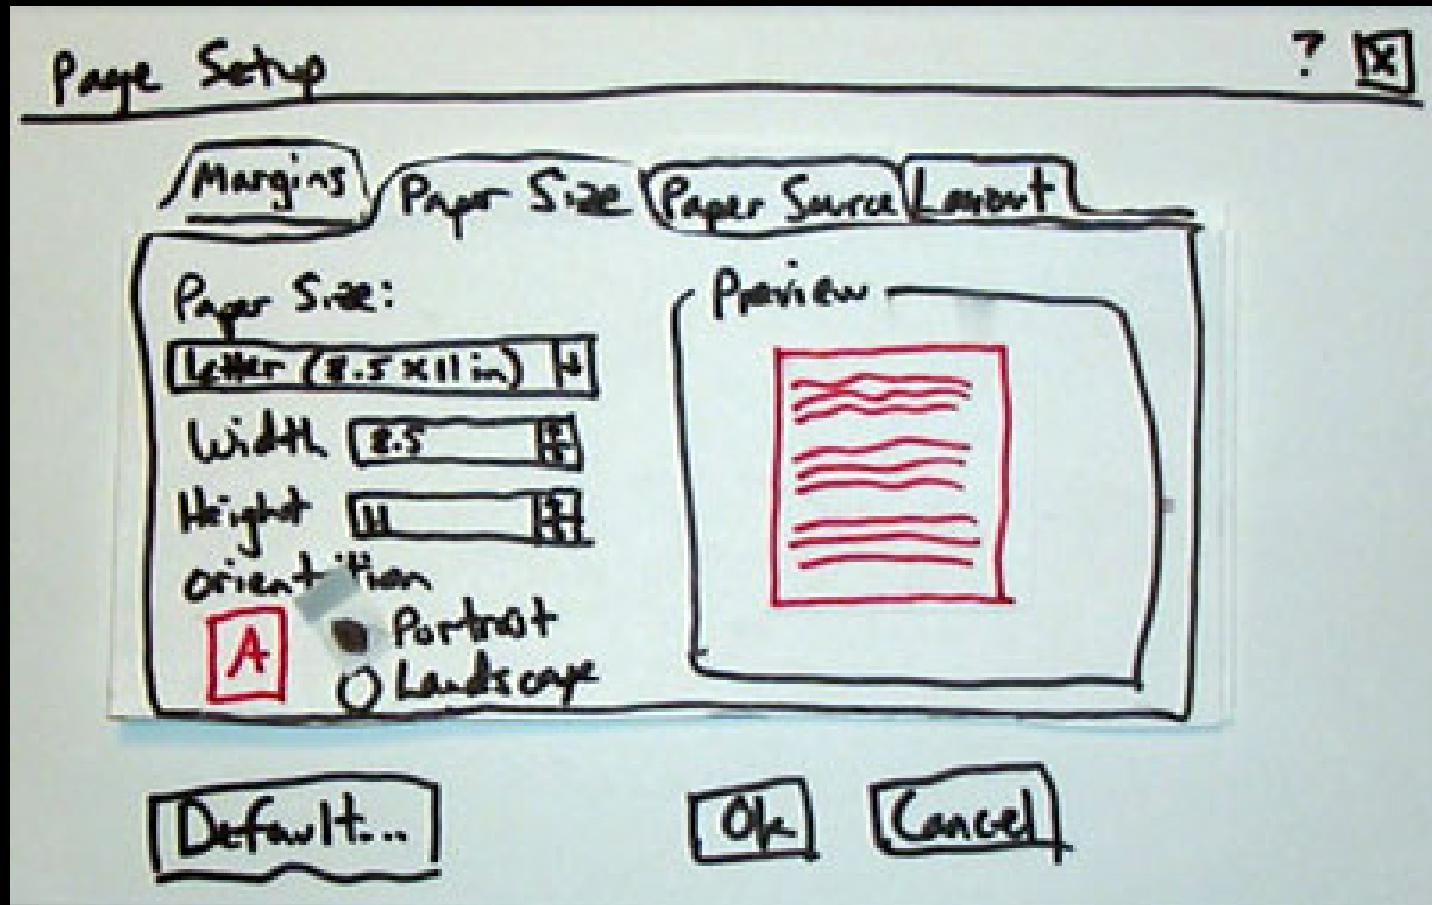 Page Setup ? X
Margins Paper Size Paper Source Layout
Paper Size:
Letter (8.5 x 11 in)
Width 8.5
Height 11
orientition
A
Portrait
Landscape
Preview
Default...
Ok
Cancel